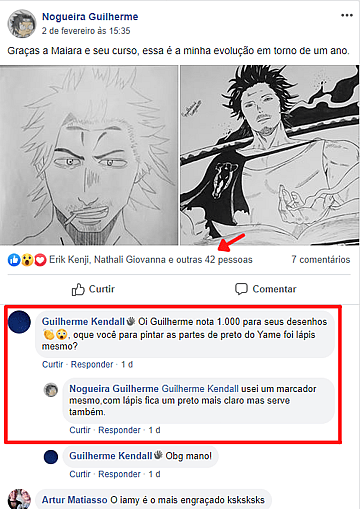 Nogueira Guilherme
2 de fevereiro às 15:35
Graças a Maiara e seu curso, essa é a minha evolução em torno de um ano.
Erik Kenji, Nathali Giovanna e outras 42 pessoas
7 comentários
Curtir
Comentar
Guilherme Kendall Oi Guilherme nota 1.000 para seus desenhos
, oque você para pintar as partes de preto do Yame foi lápis
mesmo?
Curtir · Responder · 1 d
Nogueira Guilherme Guilherme Kendall usei um marcador
mesmo,com lápis fica um preto mais claro mas serve
também.
Curtir · Responder · 1 d
Guilherme Kendall Obg mano!
Curtir · Responder · 1 d
Artur Matiasso O iamy é o mais engraçado ksksksks